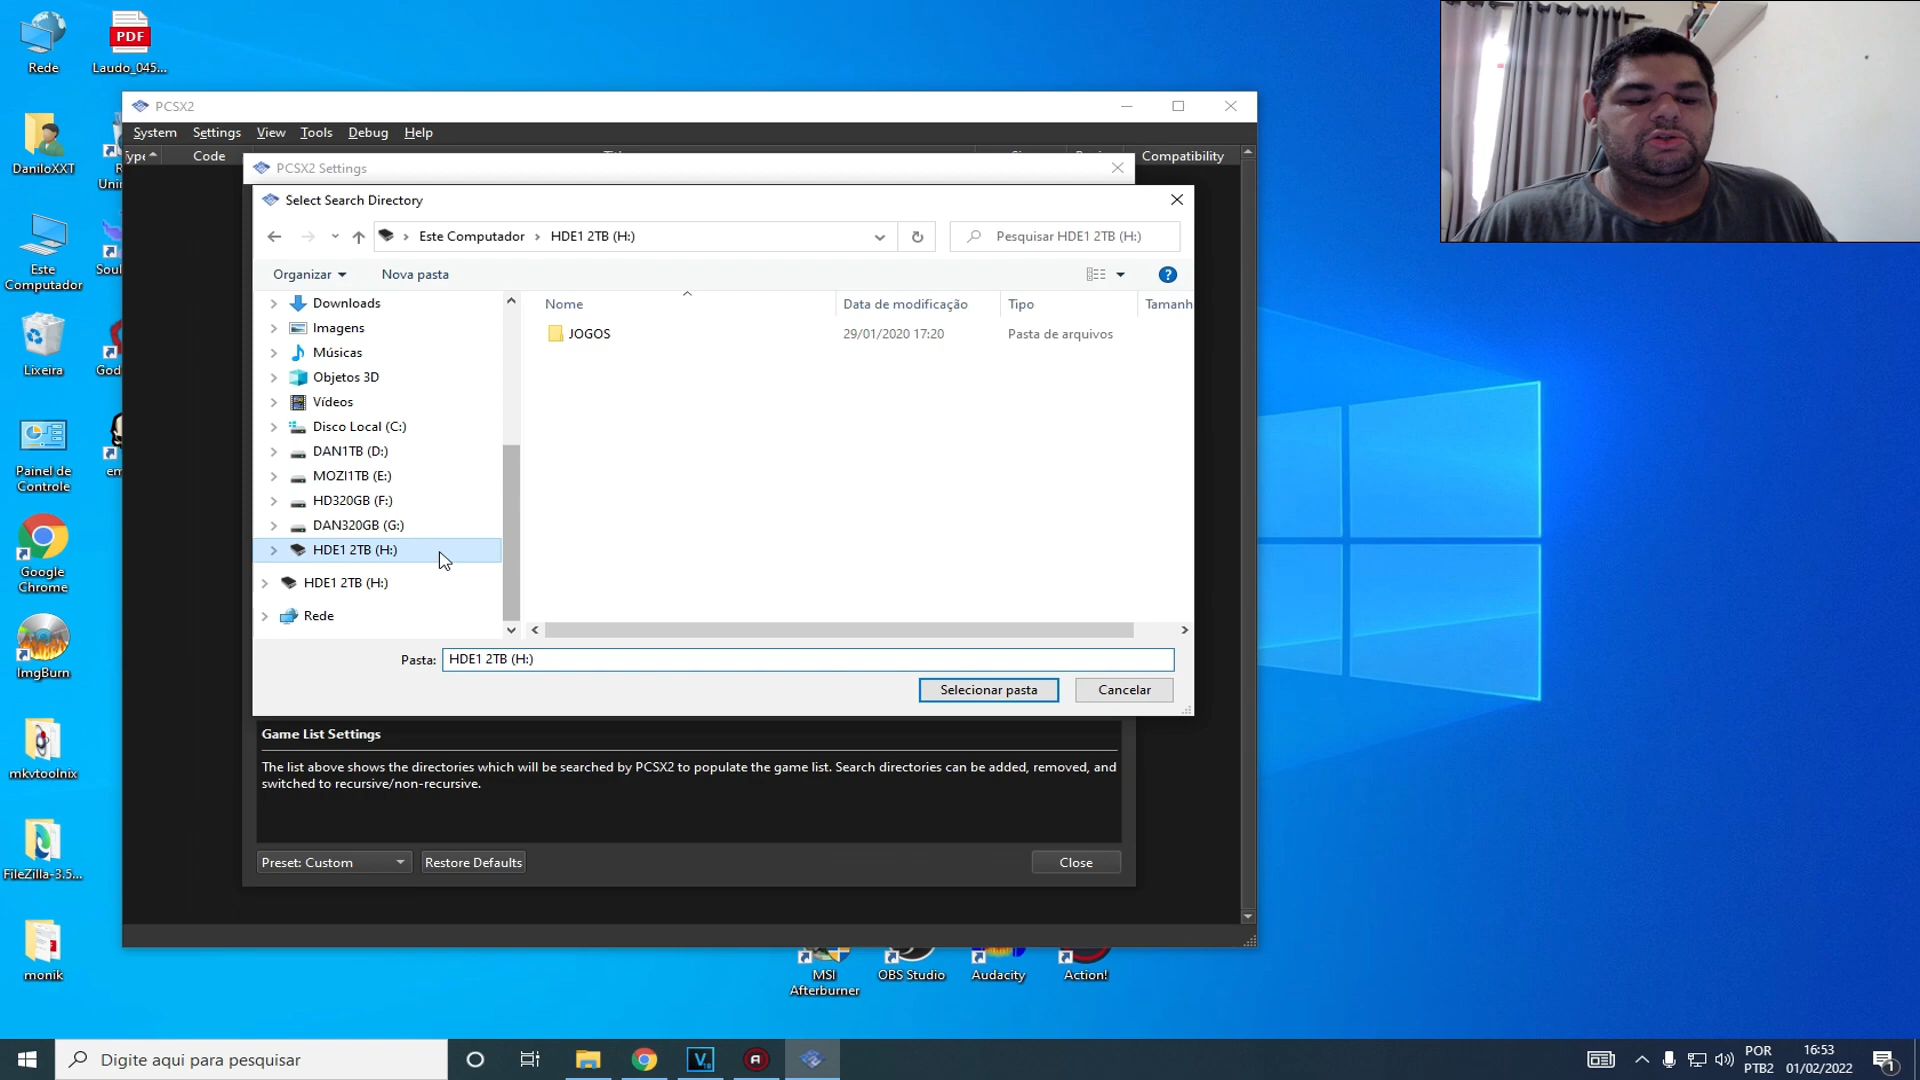 Rede
PDF
Laudo_045...
DaniloXXT
Este
Computador
Lixeira
Painel de
Controle
Google
Chrome
ImgBurn
mkvtoolnix
FileZilla-3.5...
monik
PCSX2
System Settings View Tools Debug Help
Code
Compatibility
PCSX2 Settings
Select Search Directory
Este Computador > HDE1 2TB (H:)
Pesquisar HDE1 2TB (H:)
Organizar
Nova pasta
Downloads
Imagens
Músicas
Objetos 3D
Vídeos
Disco Local (C:)
DAN1TB (D:)
MOZI1TB (E:)
HD320GB (F:)
DAN320GB (G:)
HDE1 2TB (H:)
HDE1 2TB (H:)
Rede
Nome Data de modificação Tipo Tamanh
JOGOS 29/01/2020 17:20 Pasta de arquivos
Pasta: HDE1 2TB (H:)
Selecionar pasta Cancelar
Game List Settings
The list above shows the directories which will be searched by PCSX2 to populate the game list. Search directories can be added, removed, and
switched to recursive/non-recursive.
Preset: Custom Restore Defaults Close
MSI
Afterburner
OBS Studio
Audacity
Action!
Digite aqui para pesquisar
POR
PTB2
16:53
01/02/2022